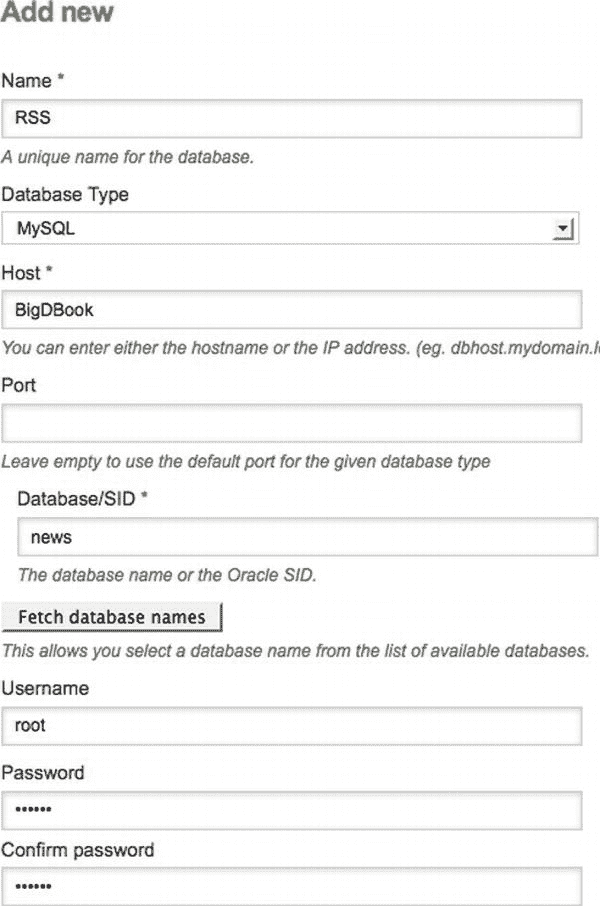 Add new
Name *
RSS
A unique name for the database.
Database Type
MySQL
Host *
BigDBook
You can enter either the hostname or the IP address. (eg. dbhost.mydomain.
Port
Leave empty to use the default port for the given database type
Database/SID *
news
The database name or the Oracle SID.
Fetch database names
This allows you select a database name from the list of available databases.
Username
root
Password
••••••
Confirm password
••••••